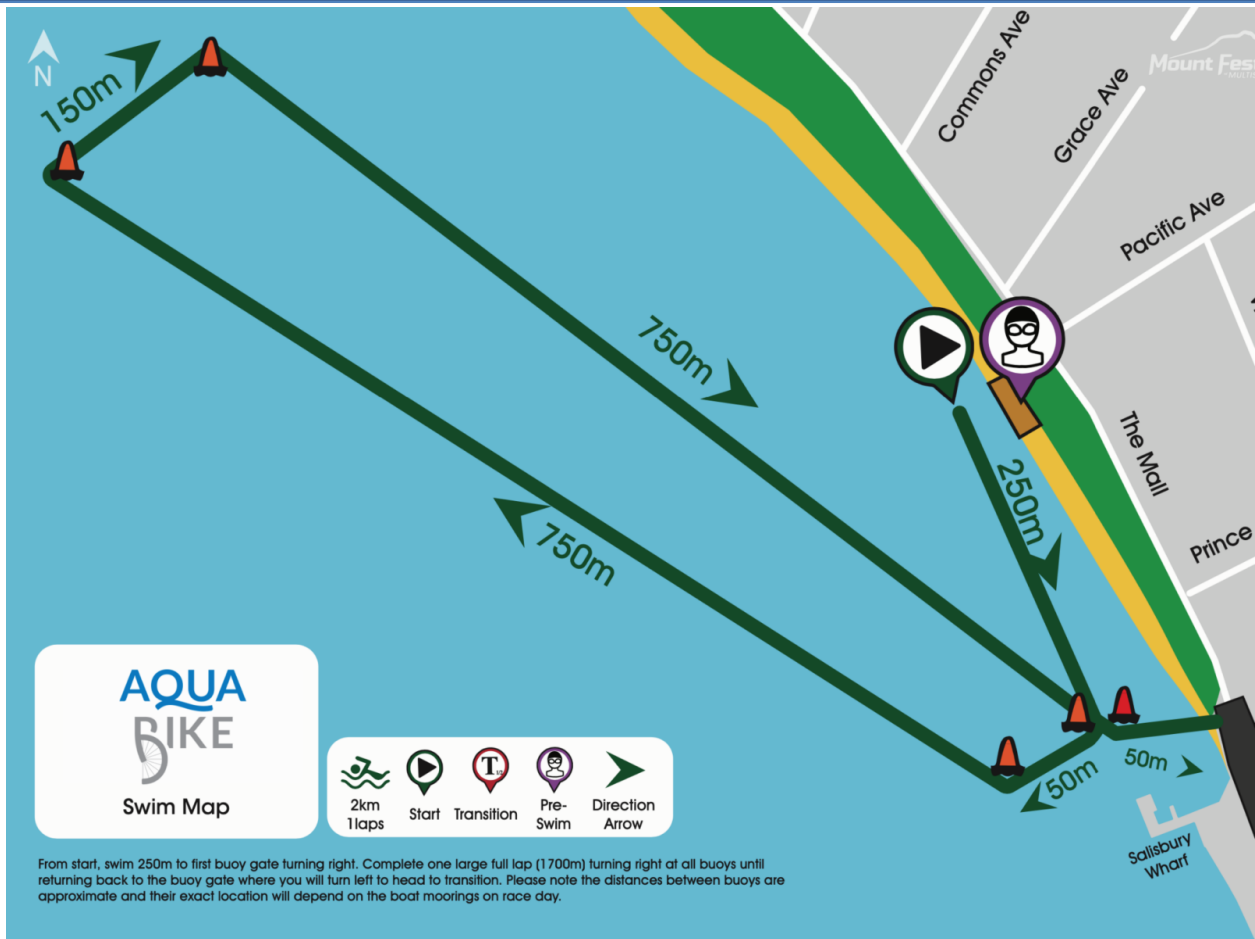 N
150m
Commons Ave
Grace Ave
Mount Fes
MULTIS
Pacific Ave
750m
The Mall
250m
Prince
750m
50m
50m
Salisbury
Wharf
AQUA
BIKE
Swim Map
2km
1laps
Start
T 1/2
Transition
Pre-
Swim
Direction
Arrow
From start, swim 250m to first buoy gate turning right. Complete one large full lap (1700m) turning right at all buoys until
returning back to the buoy gate where you will turn left to head to transition. Please note the distances between buoys are
approximate and their exact location will depend on the boat moorings on race day.